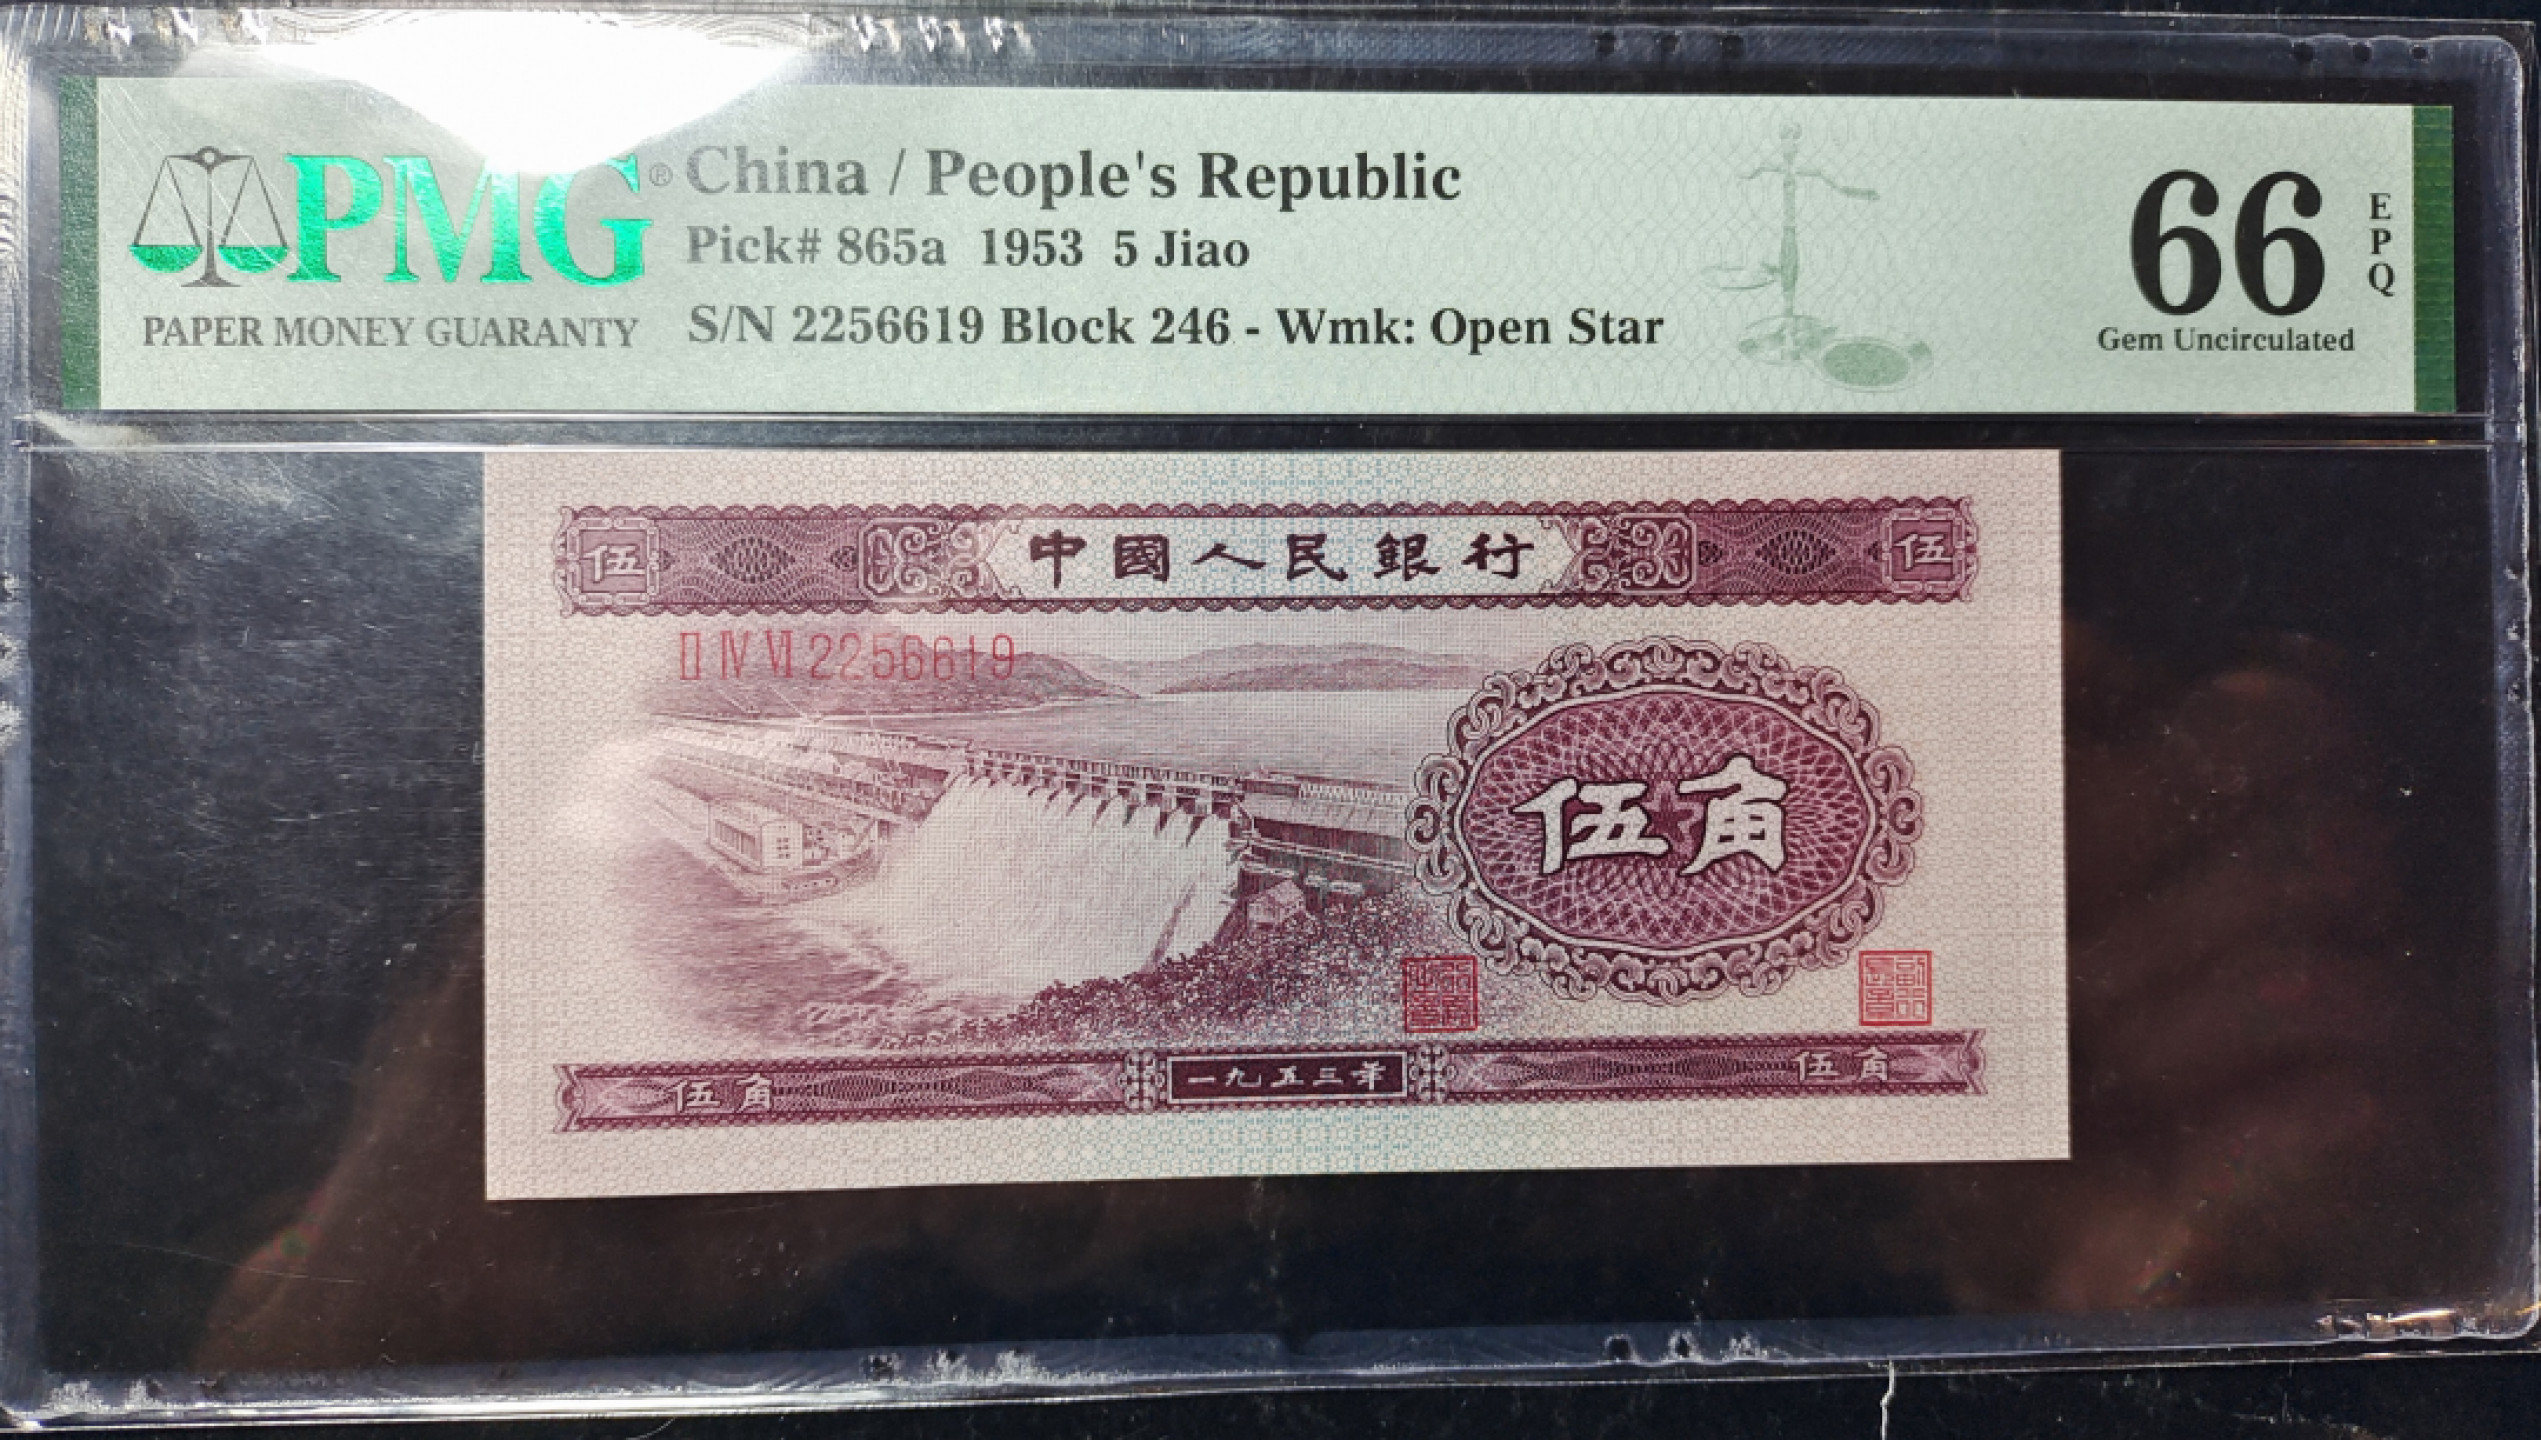 PMG®
PAPER MONEY GUARANTY
China / People's Republic
Pick# 865a 1953 5 Jiao
S/N 2256619 Block 246 - Wmk: Open Star
66
EPQ
Gem Uncirculated
伍 中國人民銀行 伍
II IV VI 2256619
伍角
伍角 一九五三年 伍角